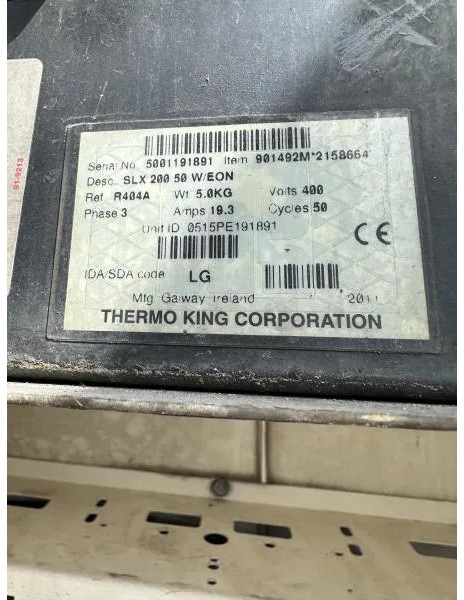 91-9213
Serial No. 5001191891 Item 901492M*2158664
Desc. SLX 200 50 W/EON
Ref R404A Wt 5.0KG Volts 400
Phase 3 Amps 19.3 Cycles 50
Unit ID 0515PE191891
CE
IDA/SDA code LG
Mfg Galway Ireland 2011
THERMO KING CORPORATION